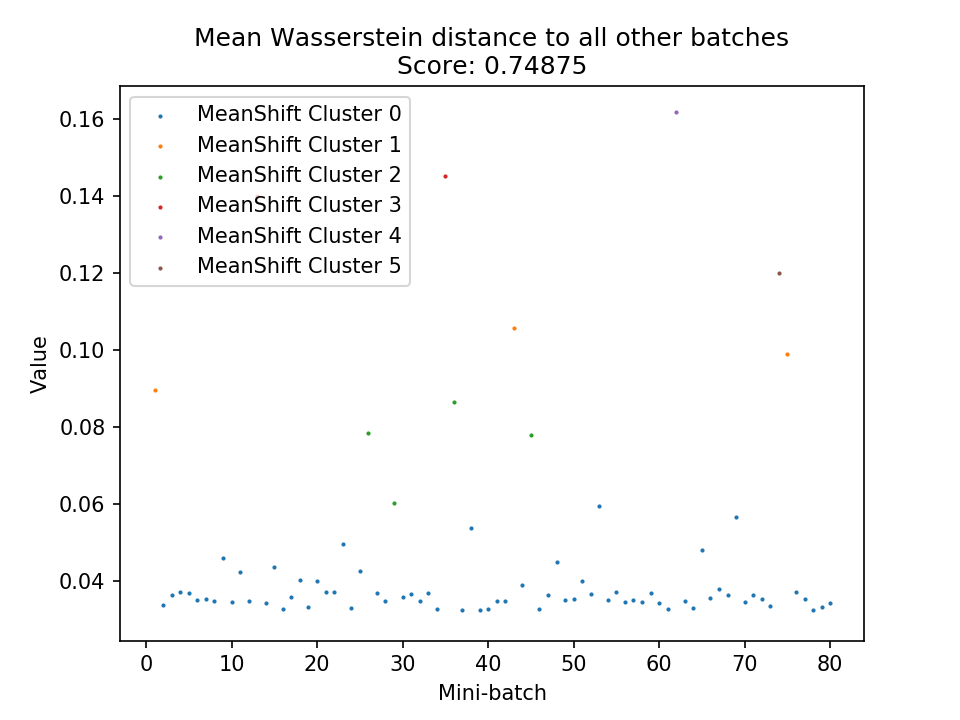 Mean Wasserstein distance to all other batches
Score: 0.74875
MeanShift Cluster 0
MeanShift Cluster 1
MeanShift Cluster 2
MeanShift Cluster 3
MeanShift Cluster 4
MeanShift Cluster 5
0.16
0.14
0.12
0.10
0.08
0.06
0.04
Value
0 10 20 30 40 50 60 70 80
Mini-batch